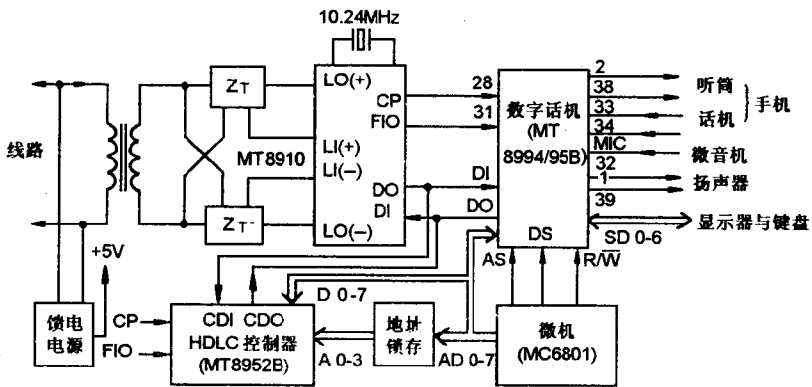 10.24MHz
线路
ZT
ZT
MT8910
LO(+)
CP
FIO
LI(+)
LI(-)
DO
DI
LO(-)
28
31
DI
DO
数字话机
(MT
8994/95B)
DS
2
38
33
34
MIC
32
1
39
听筒
话机
手机
微音机
扬声器
显示器与键盘
SD 0-6
AS
R/W̅
+5V
馈电
电源
CP
FIO
CDI CDO
HDLC 控制器
(MT8952B)
D 0-7
A 0-3
地址
锁存
AD 0-7
微机
(MC6801)